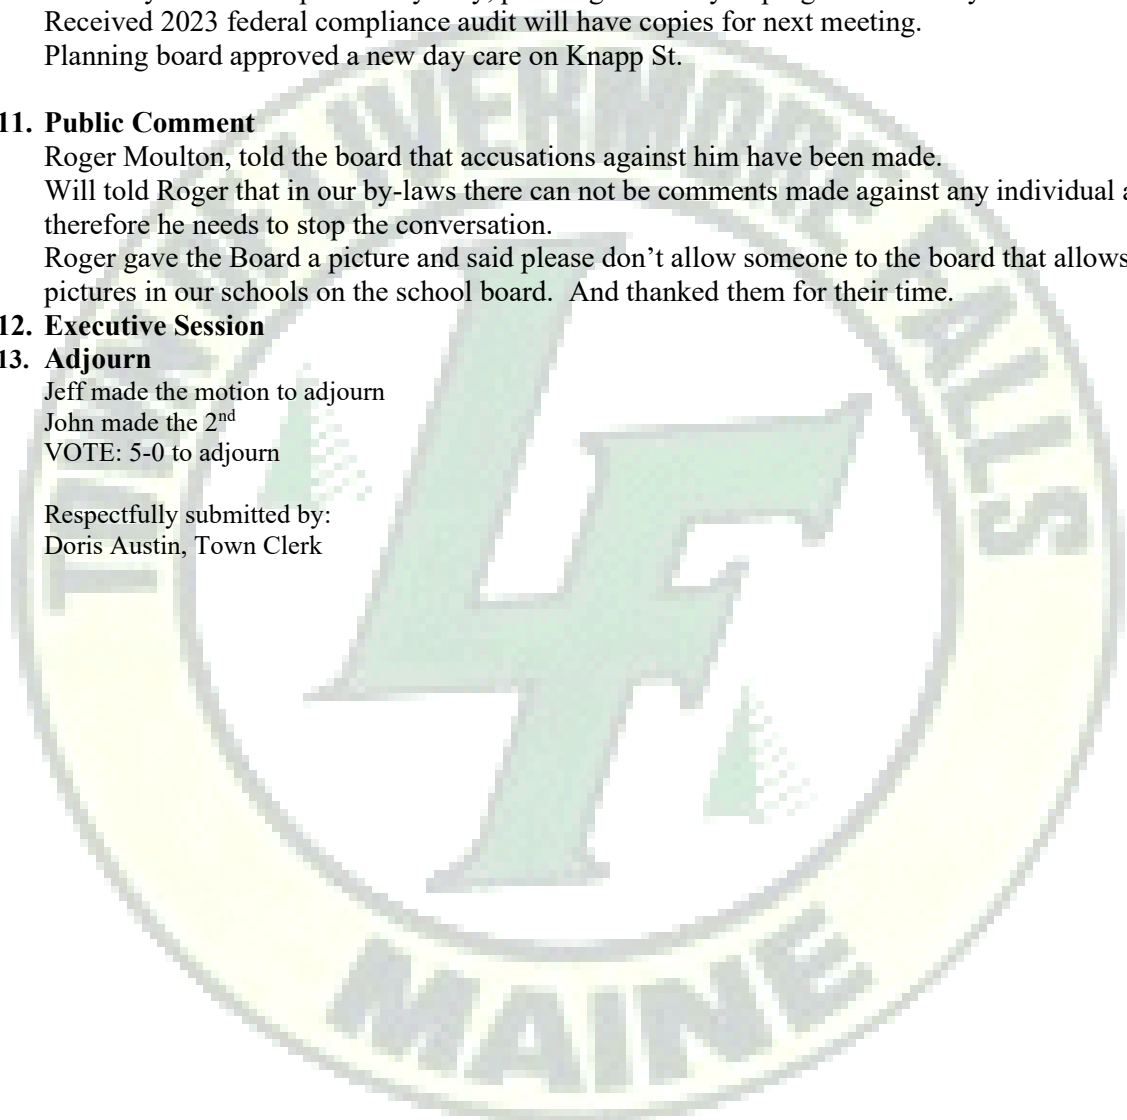 Received 2023 federal compliance audit will have copies for next meeting.
Planning board approved a new day care on Knapp St.
11. Public Comment
Roger Moulton, told the board that accusations against him have been made.
Will told Roger that in our by-laws there can not be comments made against any individual
therefore he needs to stop the conversation.
Roger gave the Board a picture and said please don’t allow someone to the board that allows
pictures in our schools on the school board.  And thanked them for their time.
12. Executive Session
13. Adjourn
Jeff made the motion to adjourn
John made the 2nd
VOTE: 5-0 to adjourn
Respectfully submitted by:
Doris Austin, Town Clerk
TOWN LIVERMORE FALLS
LF
MAINE